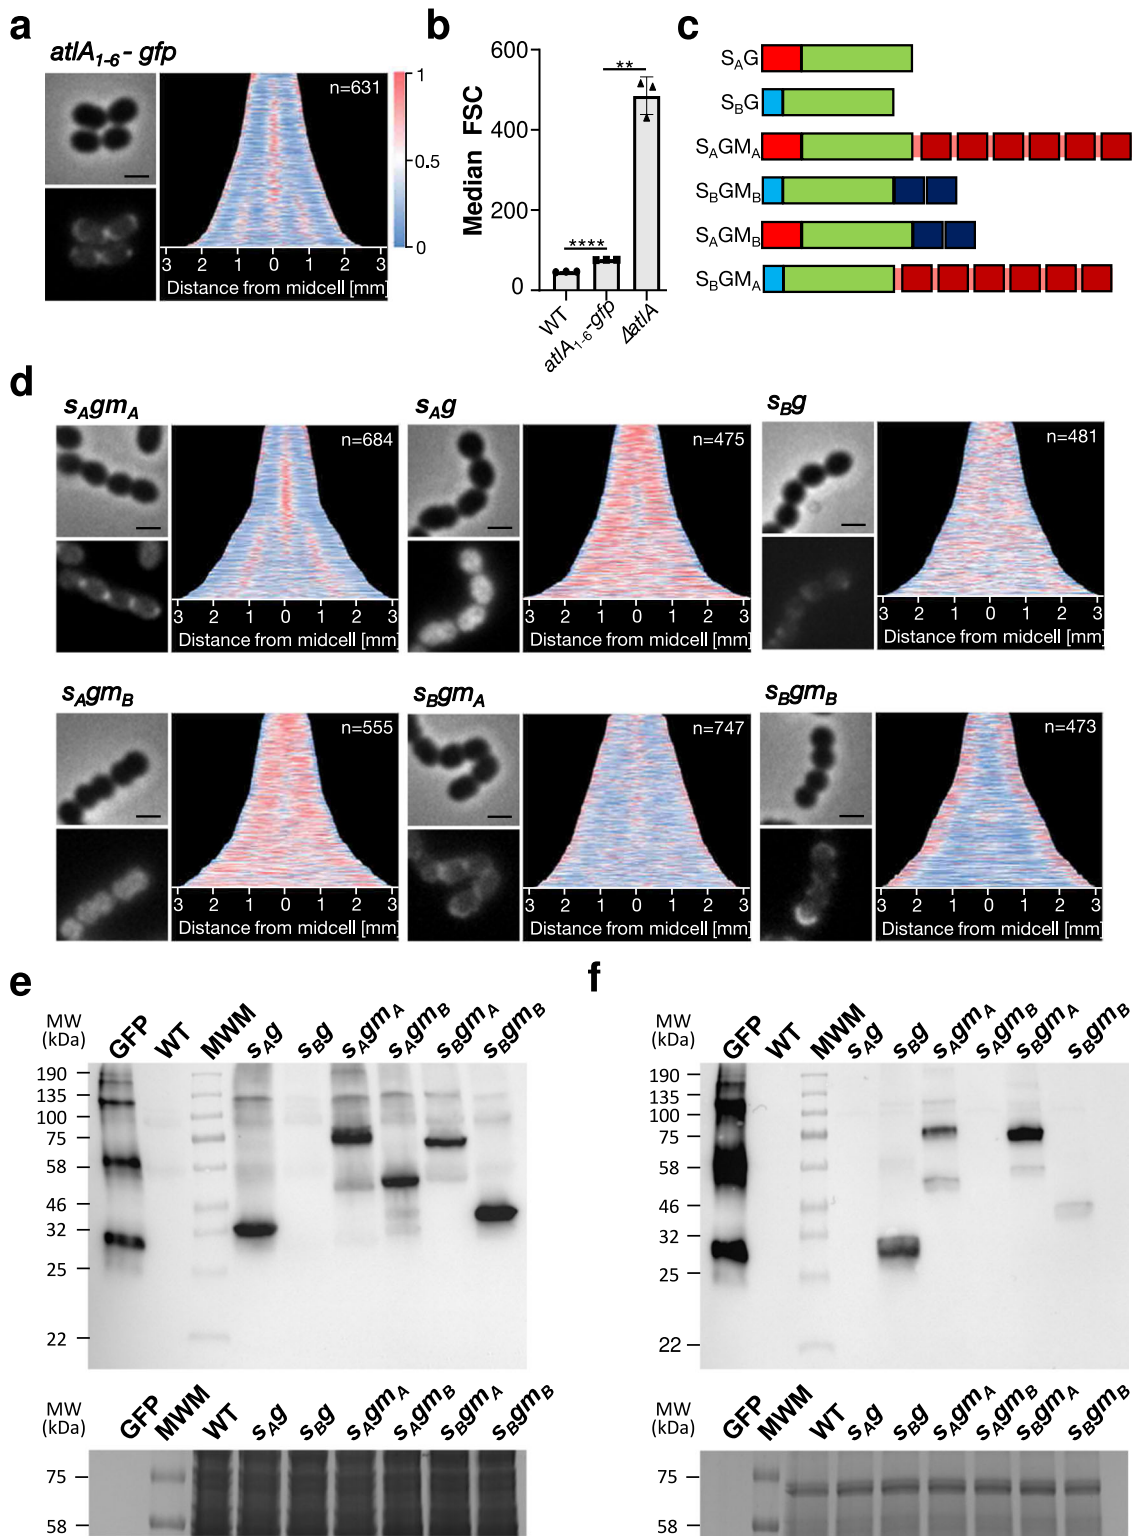 a
atlA1-6- gfp
n=631
1
0.5
0
3 2 1 0 1 2 3
Distance from midcell [mm]
b
600
400
200
0
Median FSC
**
****
WT
atlA1-6-gfp
ΔatlA
c
SAG
SBG
SAGMA
SBGMB
SAGMB
SBGMA
d
sAgmA
n=684
3 2 1 0 1 2 3
Distance from midcell [mm]
sAg
n=475
3 2 1 0 1 2 3
Distance from midcell [mm]
sBg
n=481
3 2 1 0 1 2 3
Distance from midcell [mm]
sAgmB
n=555
3 2 1 0 1 2 3
Distance from midcell [mm]
sBgmA
n=747
3 2 1 0 1 2 3
Distance from midcell [mm]
sBgmB
n=473
3 2 1 0 1 2 3
Distance from midcell [mm]
e
MW
(kDa)
GFP WT MWM sAg sBg sAgmA sAgmB sBgmA sBgmB
190
135
100
75
58
46
32
25
22
MW
(kDa)
GFP MWM WT sAg sBg sAgmA sAgmB sBgmA sBgmB
75
58
f
MW
(kDa)
GFP WT MWM sAg sBg sAgmA sAgmB sBgmA sBgmB
190
135
100
75
58
46
32
25
22
MW
(kDa)
GFP MWM WT sAg sBg sAgmA sAgmB sBgmA sBgmB
75
58